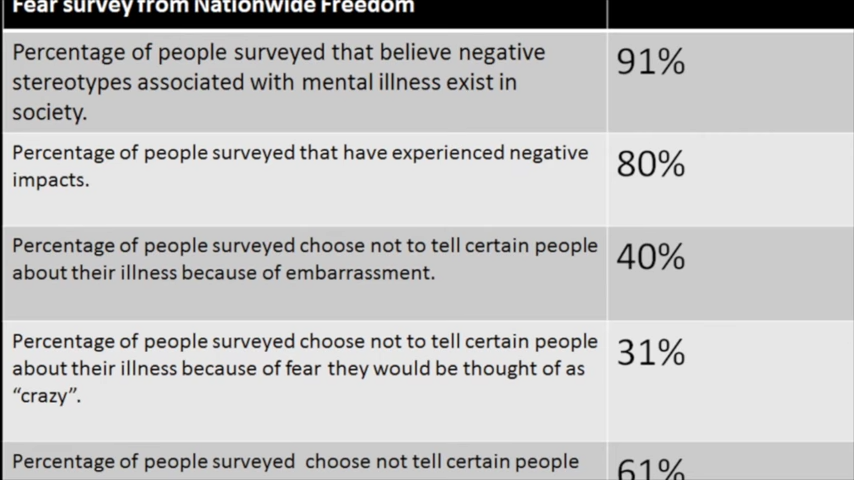 Fear survey from Nationwide Freedom
Percentage of people surveyed that believe negative
stereotypes associated with mental illness exist in
society.
91%
Percentage of people surveyed that have experienced negative
impacts.
80%
Percentage of people surveyed choose not to tell certain people
about their illness because of embarrassment.
40%
Percentage of people surveyed choose not to tell certain people
about their illness because of fear they would be thought of as
“crazy”.
31%
Percentage of people surveyed  choose not tell certain people
61%